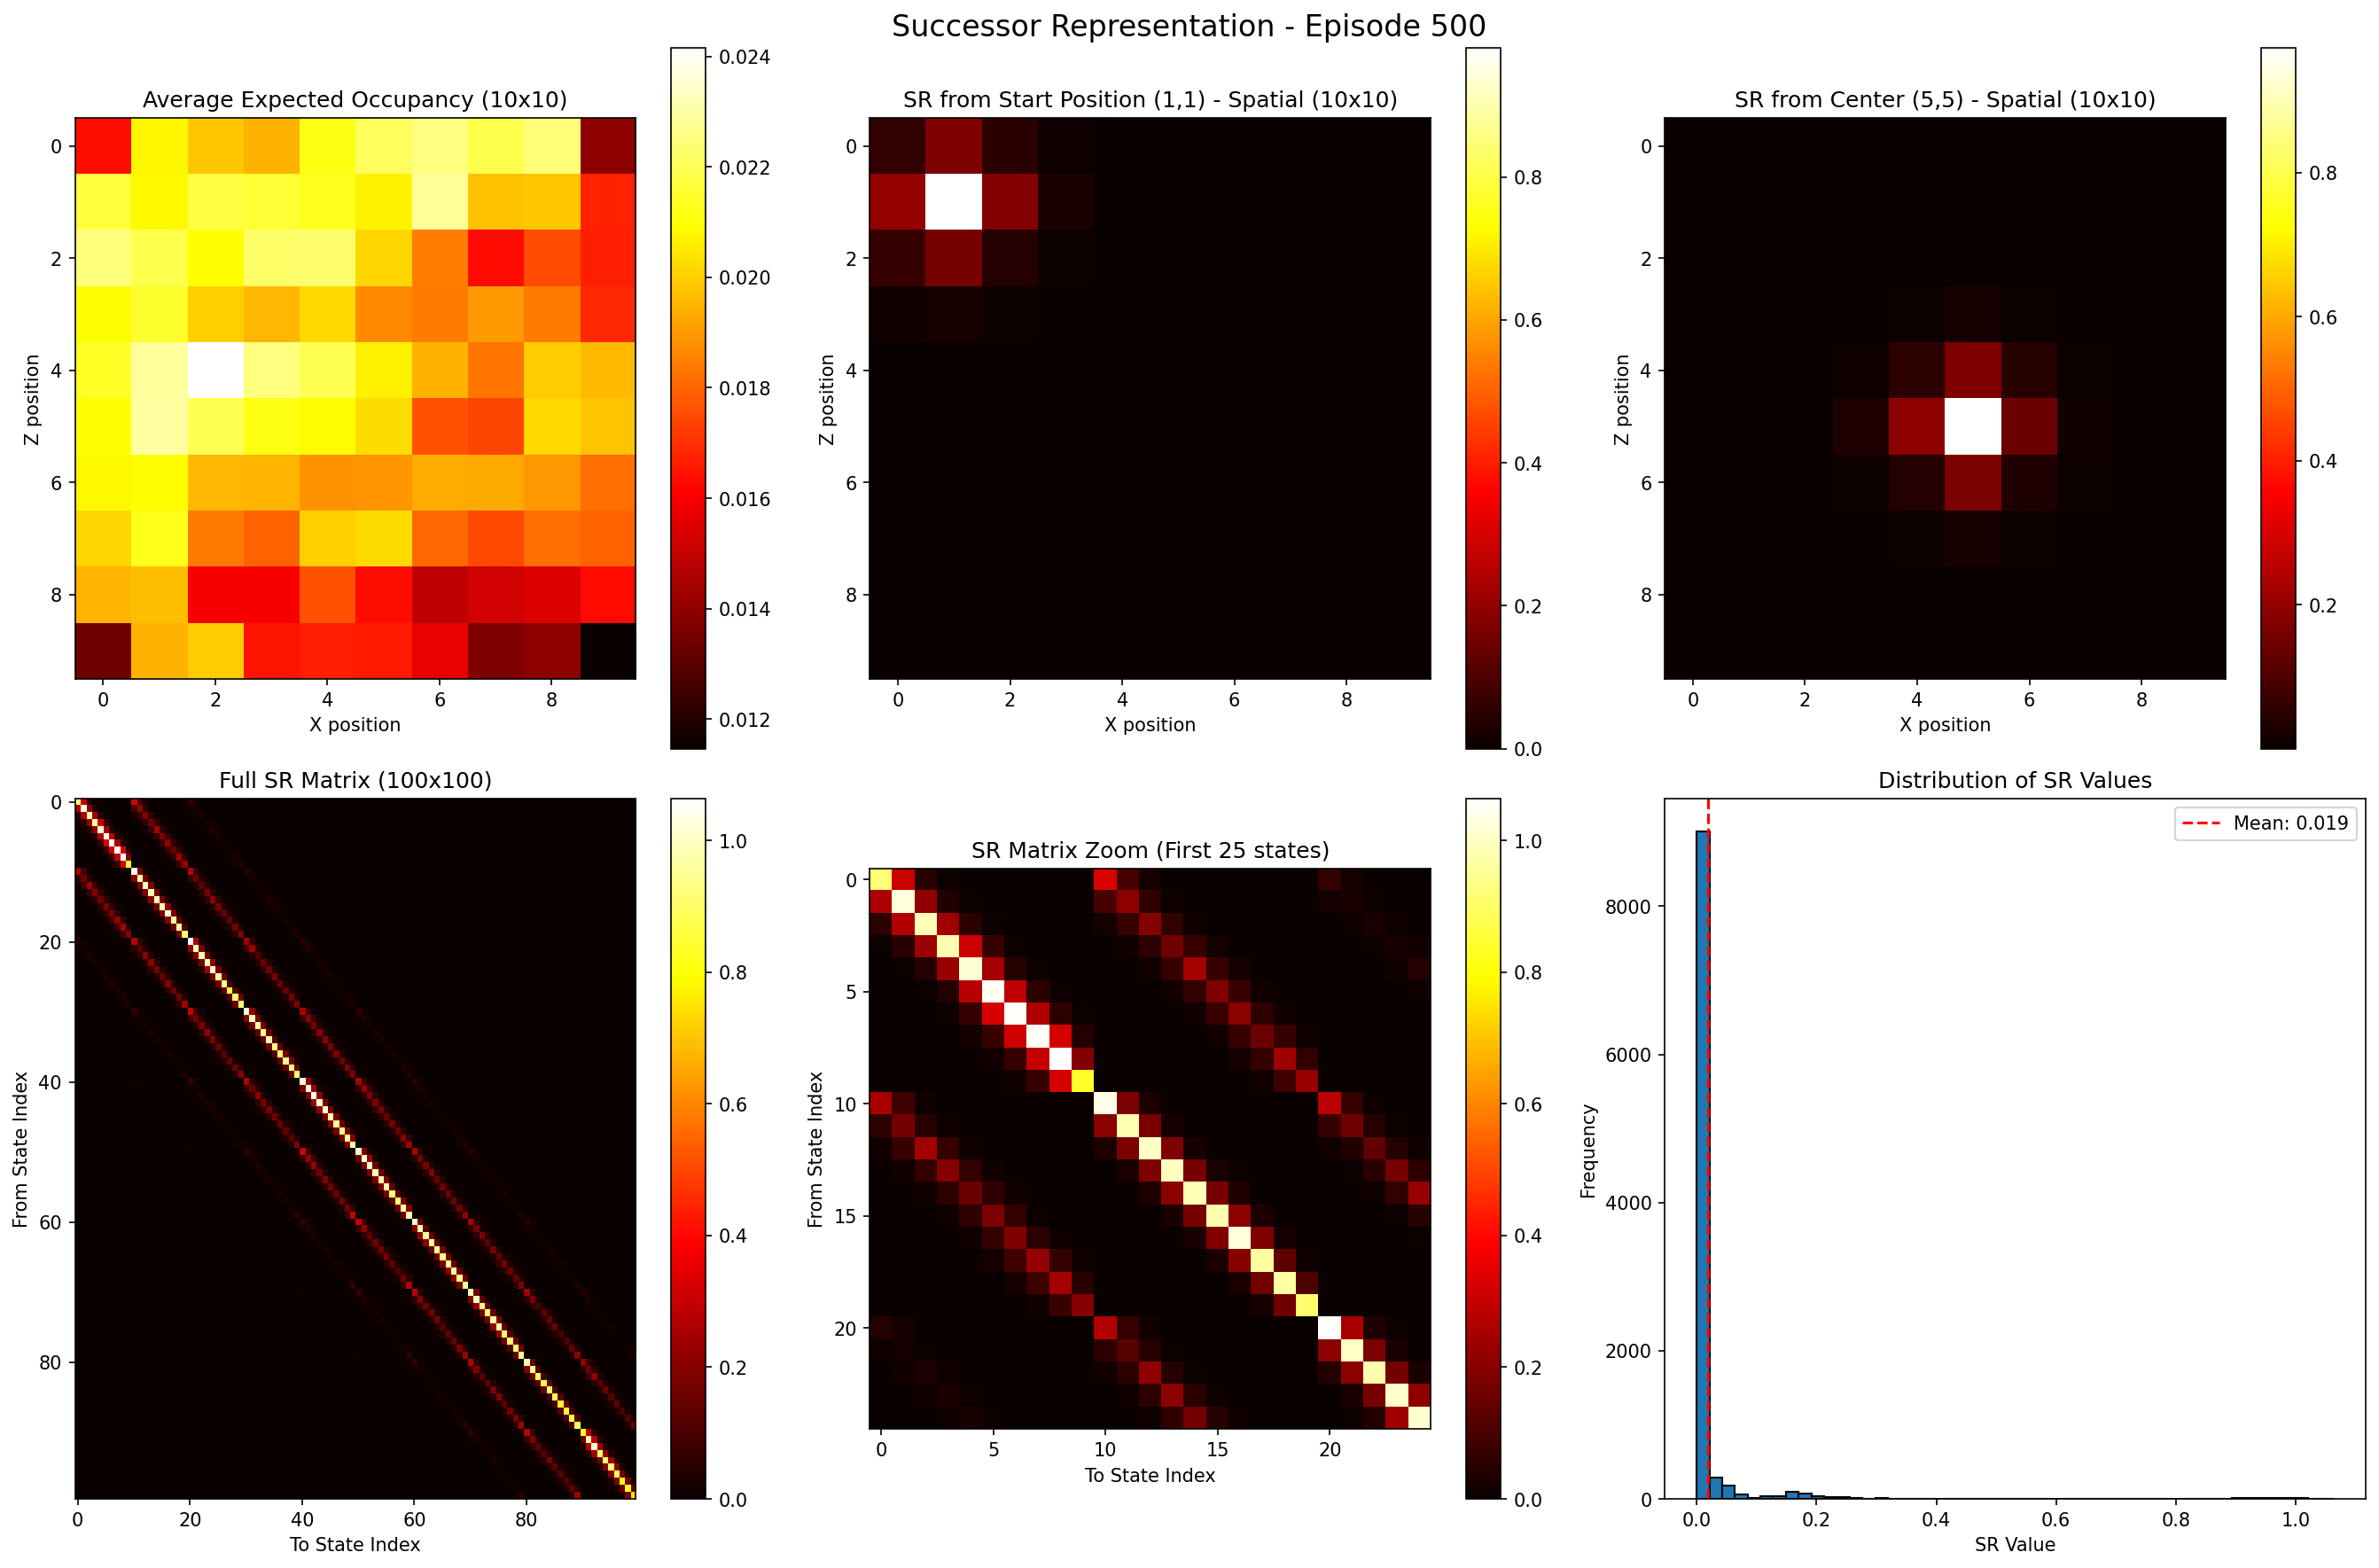 Successor Representation - Episode 500
Average Expected Occupancy (10x10)
Z position
0
2
4
6
8
0 2 4 6 8
X position
0.024
0.022
0.020
0.018
0.016
0.014
0.012
SR from Start Position (1,1) - Spatial (10x10)
Z position
0
2
4
6
8
0 2 4 6 8
X position
0.8
0.6
0.4
0.2
0.0
SR from Center (5,5) - Spatial (10x10)
Z position
0
2
4
6
8
0 2 4 6 8
X position
0.8
0.6
0.4
0.2
Full SR Matrix (100x100)
From State Index
0
20
40
60
80
0 20 40 60 80
To State Index
1.0
0.8
0.6
0.4
0.2
0.0
SR Matrix Zoom (First 25 states)
From State Index
0
5
10
15
20
0 5 10 15 20
To State Index
1.0
0.8
0.6
0.4
0.2
0.0
Distribution of SR Values
Mean: 0.019
Frequency
8000
6000
4000
2000
0
0.0 0.2 0.4 0.6 0.8 1.0
SR Value